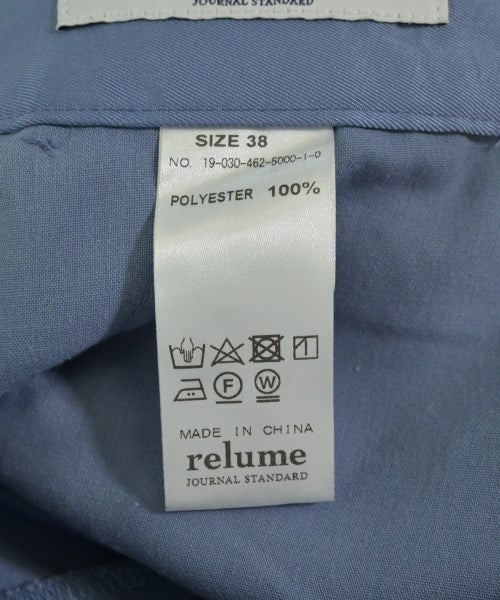 JOURNAL STANDARD
SIZE 38
NO. 19-030-462-5000-1-0
POLYESTER 100%
F W
MADE IN CHINA
relume
JOURNAL STANDARD